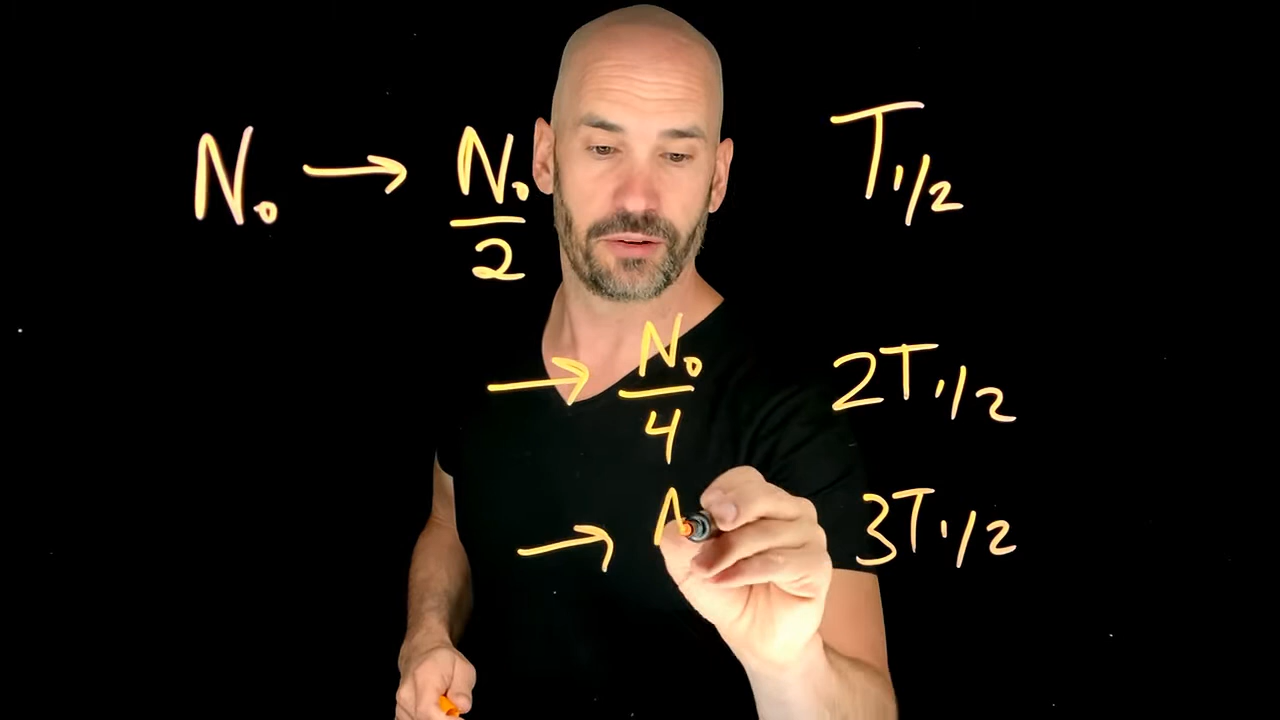 N₀ → N₀/2 T₁/₂
→ N₀/4 2T₁/₂
→ 3T₁/₂